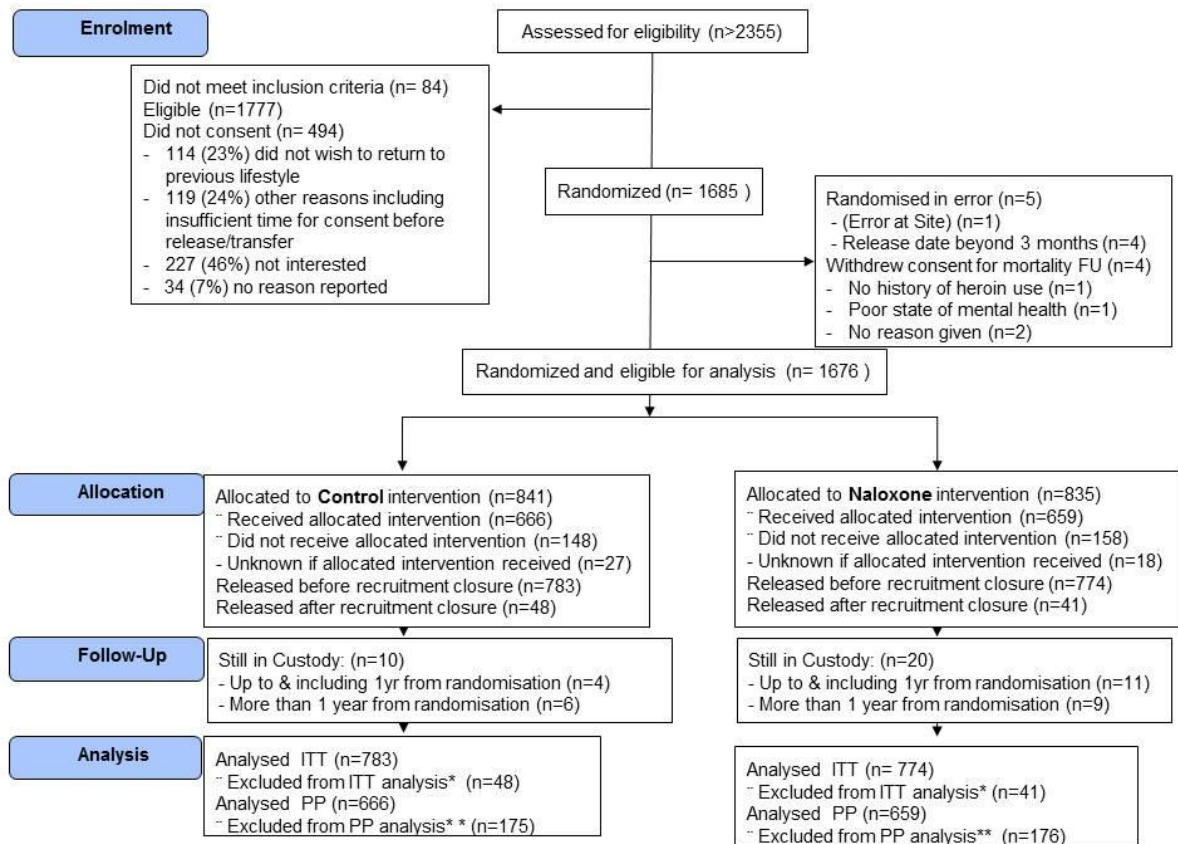 Enrolment
Assessed for eligibility (n>2355)
Did not meet inclusion criteria (n= 84)
Eligible (n=1777)
Did not consent (n= 494)
- 114 (23%) did not wish to return to
previous lifestyle
- 119 (24%) other reasons including
insufficient time for consent before
release/transfer
- 227 (46%) not interested
- 34 (7%) no reason reported
Randomized (n= 1685 )
Randomised in error (n=5)
- (Error at Site) (n=1)
- Release date beyond 3 months (n=4)
Withdrew consent for mortality FU (n=4)
- No history of heroin use (n=1)
- Poor state of mental health (n=1)
- No reason given (n=2)
Randomized and eligible for analysis (n= 1676 )
Allocation
Allocated to Control intervention (n=841)
¨ Received allocated intervention (n=666)
¨ Did not receive allocated intervention (n=148)
- Unknown if allocated intervention received (n=27)
Released before recruitment closure (n=783)
Released after recruitment closure (n=48)
Allocated to Naloxone intervention (n=835)
¨ Received allocated intervention (n=659)
¨ Did not receive allocated intervention (n=158)
- Unknown if allocated intervention received (n=18)
Released before recruitment closure (n=774)
Released after recruitment closure (n=41)
Follow-Up
Still in Custody: (n=10)
- Up to & including 1yr from randomisation (n=4)
- More than 1 year from randomisation (n=6)
Still in Custody: (n=20)
- Up to & including 1yr from randomisation (n=11)
- More than 1 year from randomisation (n=9)
Analysis
Analysed ITT (n=783)
¨ Excluded from ITT analysis* (n=48)
Analysed PP (n=666)
¨ Excluded from PP analysis* * (n=175)
Analysed ITT (n= 774)
¨ Excluded from ITT analysis* (n=41)
Analysed PP (n=659)
¨ Excluded from PP analysis** (n=176)